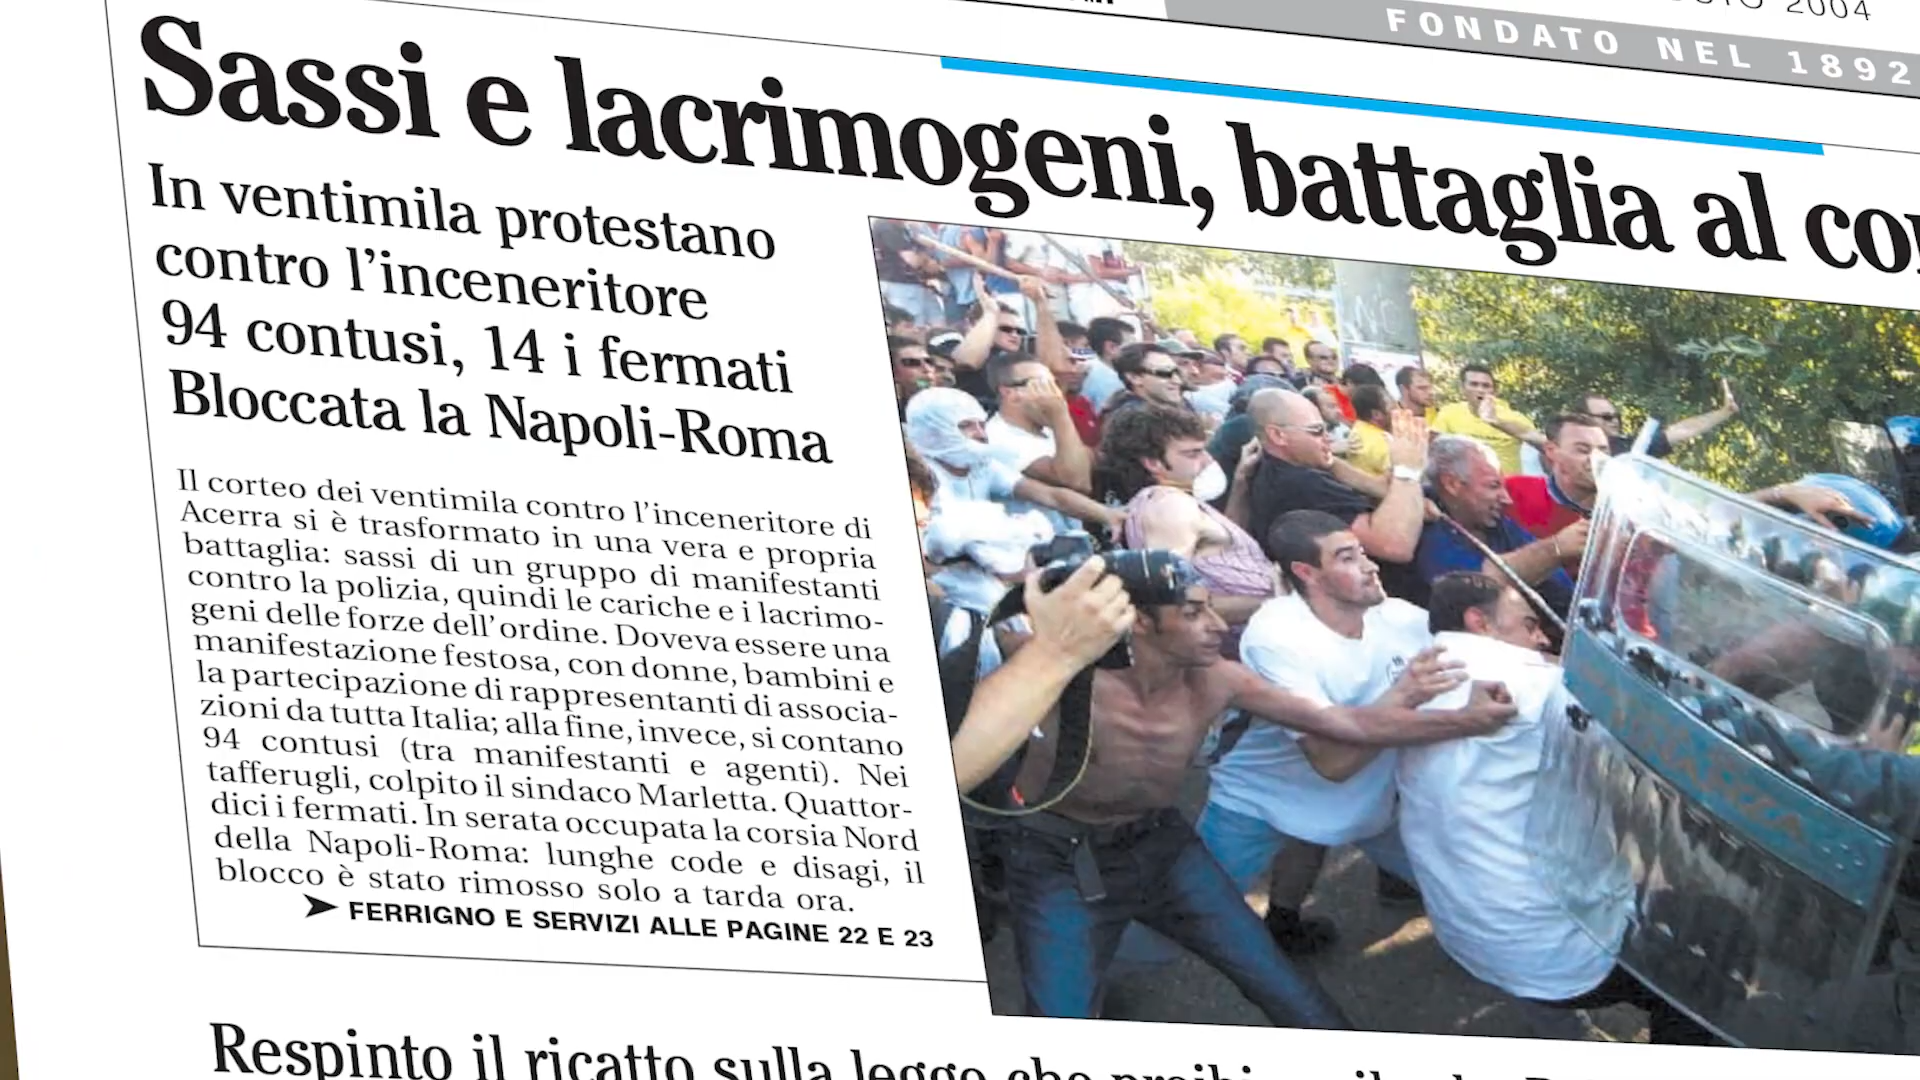 2004
FONDATO NEL 1892
Sassi e lacrimogeni, battaglia al
In ventimila protestano
contro l'inceneritore
94 contusi, 14 i fermati
Bloccata la Napoli-Roma
Il corteo dei ventimila contro l'inceneritore di
Acerra si è trasformato in una vera e propria
battaglia: sassi di un gruppo di manifestanti
contro la polizia, quindi le cariche e i lacrimo-
geni delle forze dell'ordine. Doveva essere una
manifestazione festosa, con donne, bambini e
la partecipazione di rappresentanti di associa-
zioni da tutta Italia; alla fine, invece, si contano
94 contusi (tra manifestanti e agenti). Nei
tafferugli, colpito il sindaco Marletta. Quattor-
dici i fermati. In serata occupata la corsia Nord
della Napoli-Roma: lunghe code e disagi, il
blocco è stato rimosso solo a tarda ora.
➤ FERRIGNO E SERVIZI ALLE PAGINE 22 E 23
Respinto il ricatto sulla legge che